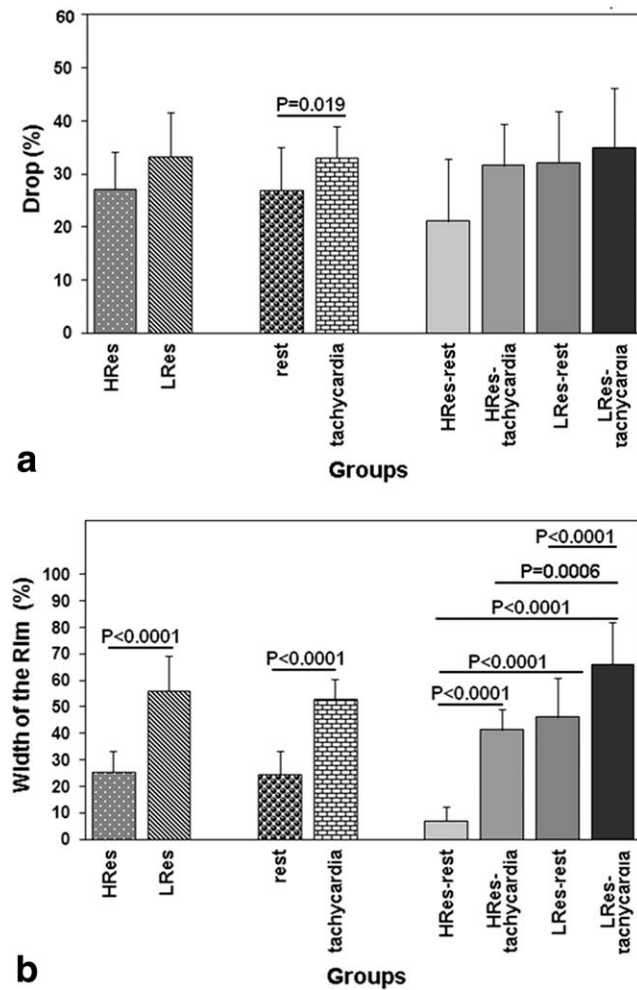 60
50
40
30
20
10
0
Drop (%)
P=0.019
HRes
LRes
rest
tachycardia
HRes-rest
HRes-
tachycardia
LRes-rest
LRes-
tachycardia
Groups
a
100
90
80
70
60
50
40
30
20
10
0
Width of the Rim (%)
P<0.0001
P<0.0001
P<0.0001
P=0.0006
P<0.0001
P<0.0001
P<0.0001
HRes
LRes
rest
tachycardia
HRes-rest
HRes-
tachycardia
LRes-rest
LRes-
tachycardia
Groups
b